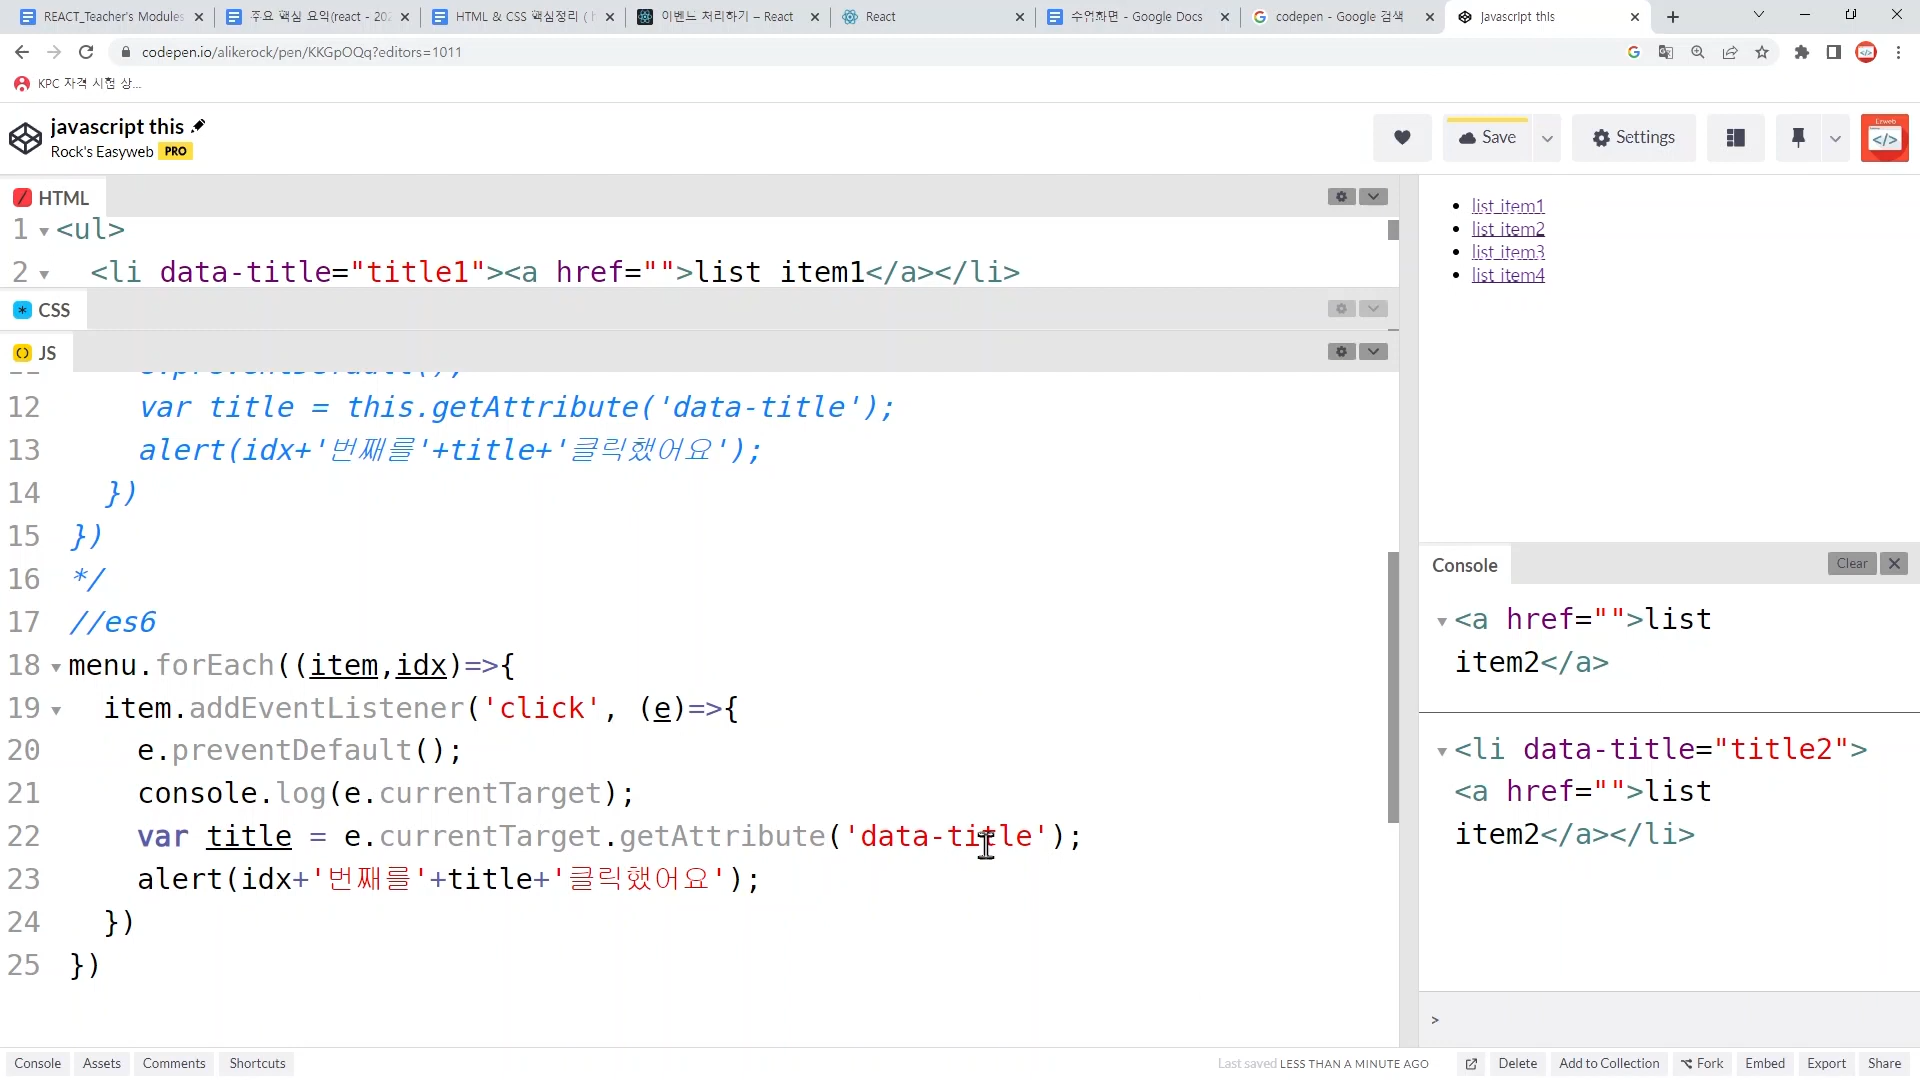 REACT_Teacher's Modules
주요 핵심 요약(react - 202
HTML & CSS 핵심정리 ( h
이벤트 처리하기 – React
React
수업화면 - Google Docs
codepen - Google 검색
Javascript this
codepen.io/alikerock/pen/KKGpOQq?editors=1011
KPC 자격 시험 상...
javascript this
Rock's Easyweb PRO
Save
Settings
HTML
1 <ul>
2 <li data-title="title1"><a href="">list item1</a></li>
CSS
JS
11 e.preventDefault();
12 var title = this.getAttribute('data-title');
13 alert(idx+'번째를'+title+'클릭했어요');
14 })
15 })
16 */
17 //es6
18 menu.forEach((item,idx)=>{
19 item.addEventListener('click', (e)=>{
20 e.preventDefault();
21 console.log(e.currentTarget);
22 var title = e.currentTarget.getAttribute('data-title');
23 alert(idx+'번째를'+title+'클릭했어요');
24 })
25 })
list item1
list item2
list item3
list item4
Console
Clear
<a href="">list
item2</a>
<li data-title="title2">
<a href="">list
item2</a></li>
>
Console Assets Comments Shortcuts
Last saved LESS THAN A MINUTE AGO
Delete Add to Collection Fork Embed Export Share